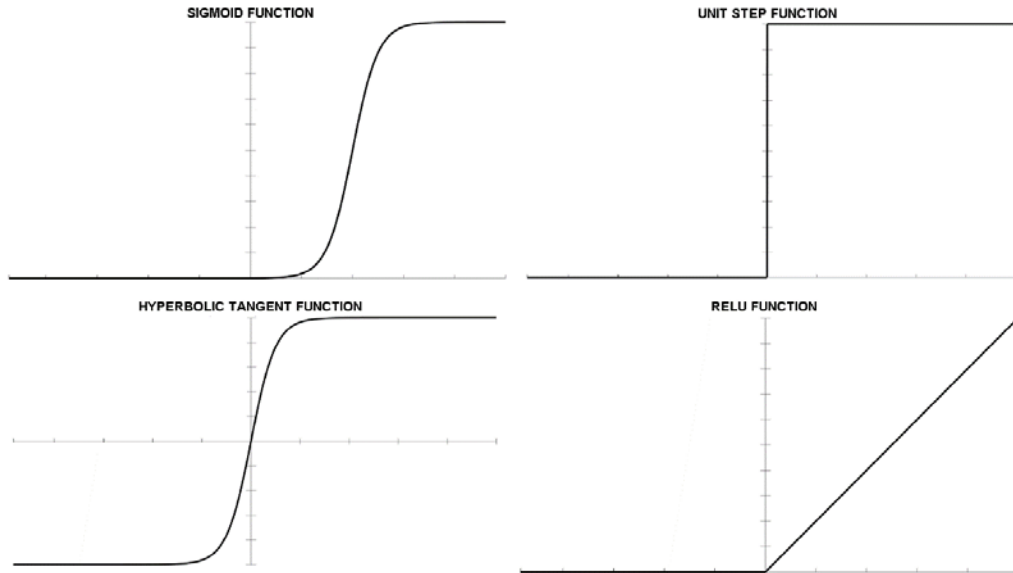 SIGMOID FUNCTION
UNIT STEP FUNCTION
HYPERBOLIC TANGENT FUNCTION
RELU FUNCTION